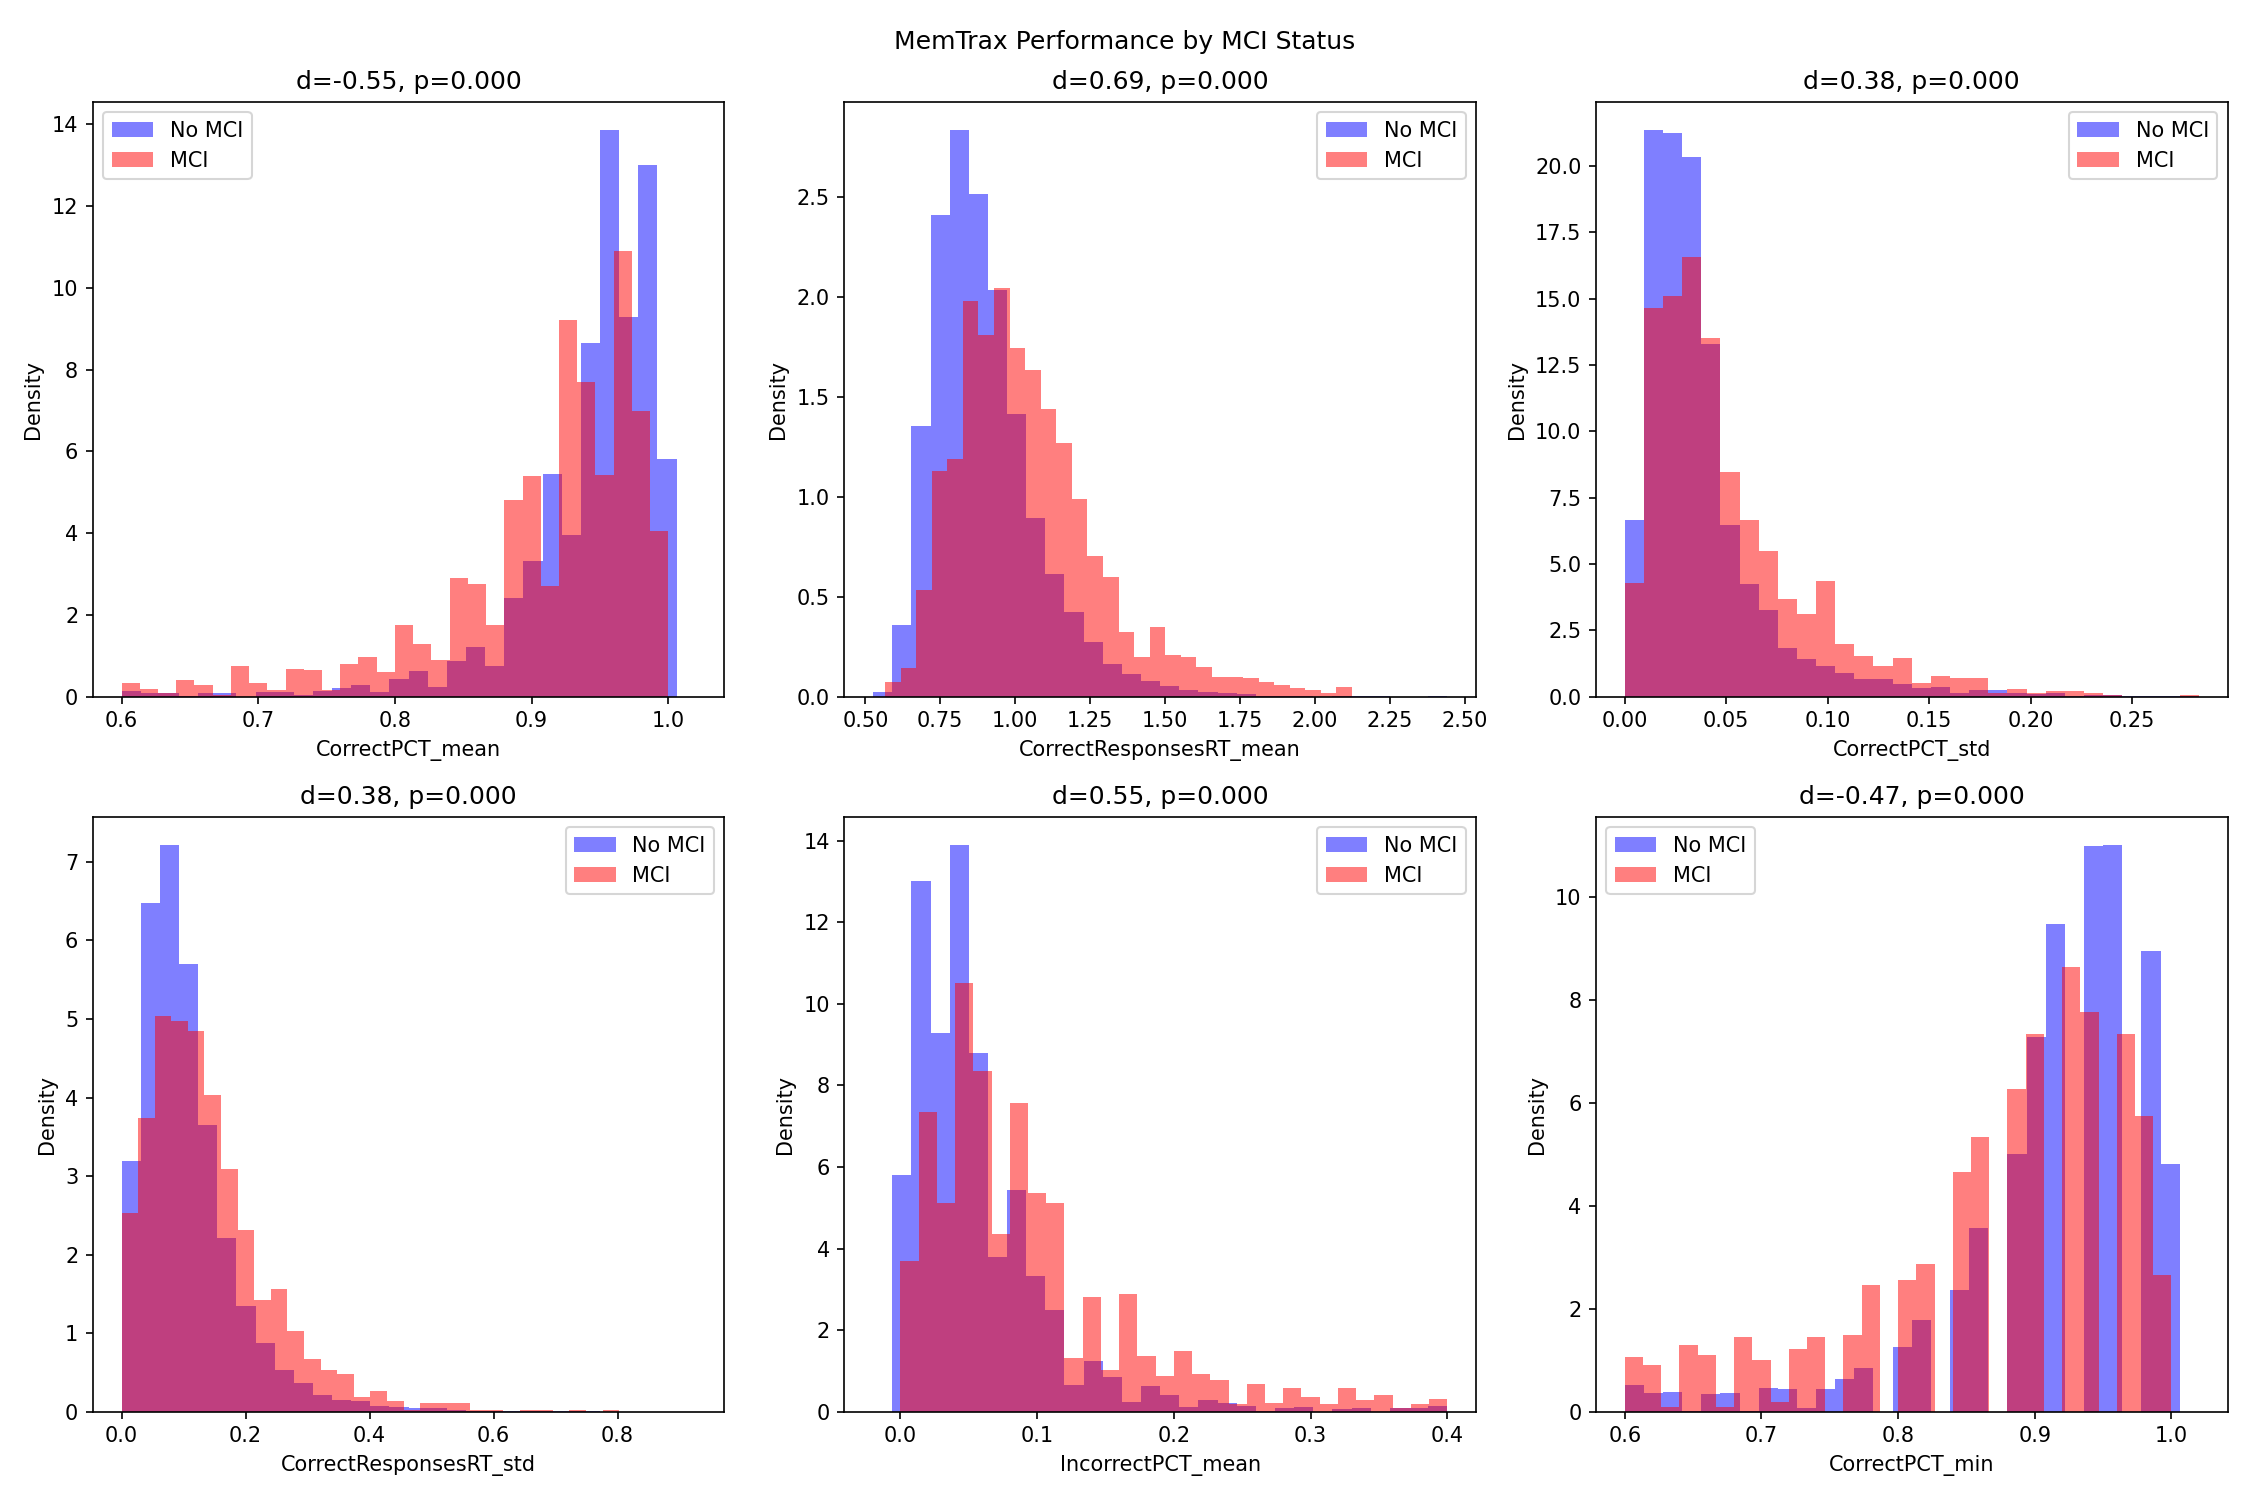 MemTrax Performance by MCI Status
d=-0.55, p=0.000
No MCI
MCI
14
12
10
8
6
4
2
0
Density
0.6 0.7 0.8 0.9 1.0
CorrectPCT_mean
d=0.69, p=0.000
No MCI
MCI
2.5
2.0
1.5
1.0
0.5
0.0
Density
0.50 0.75 1.00 1.25 1.50 1.75 2.00 2.25 2.50
CorrectResponsesRT_mean
d=0.38, p=0.000
No MCI
MCI
20.0
17.5
15.0
12.5
10.0
7.5
5.0
2.5
0.0
Density
0.00 0.05 0.10 0.15 0.20 0.25
CorrectPCT_std
d=0.38, p=0.000
No MCI
MCI
7
6
5
4
3
2
1
0
Density
0.0 0.2 0.4 0.6 0.8
CorrectResponsesRT_std
d=0.55, p=0.000
No MCI
MCI
14
12
10
8
6
4
2
0
Density
0.0 0.1 0.2 0.3 0.4
IncorrectPCT_mean
d=-0.47, p=0.000
No MCI
MCI
10
8
6
4
2
0
Density
0.6 0.7 0.8 0.9 1.0
CorrectPCT_min